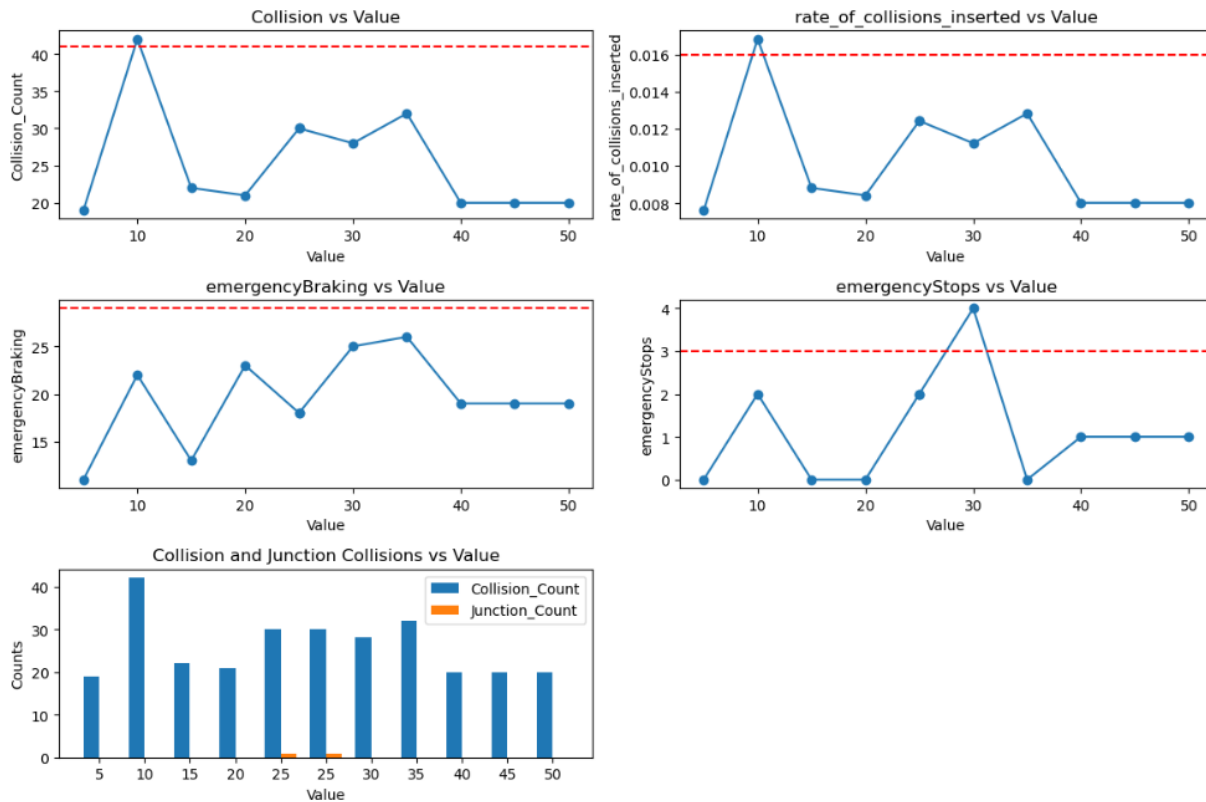 Collision vs Value
Collision_Count
40
35
30
25
20
10 20 30 40 50
Value
rate_of_collisions_inserted vs Value
rate_of_collisions_inserted
0.016
0.014
0.012
0.010
0.008
10 20 30 40 50
Value
emergencyBraking vs Value
emergencyBraking
25
20
15
10 20 30 40 50
Value
emergencyStops vs Value
emergencyStops
4
3
2
1
0
10 20 30 40 50
Value
Collision and Junction Collisions vs Value
Counts
40
30
20
10
0
Collision_Count
Junction_Count
5 10 15 20 25 25 30 35 40 45 50
Value